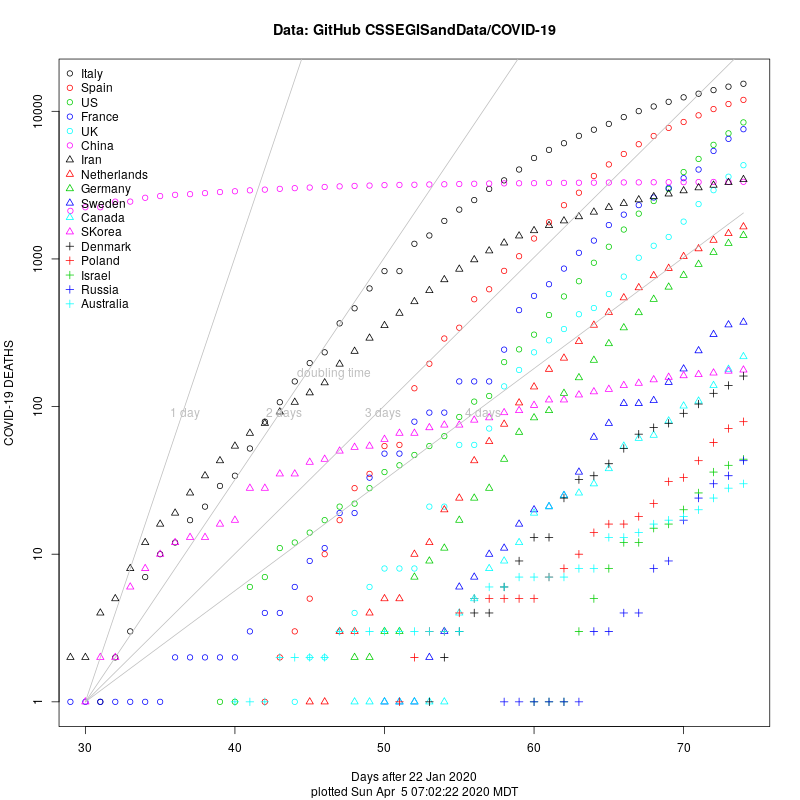 Data: GitHub CSSEGISandData/COVID-19
Italy
Spain
US
France
UK
China
Iran
Netherlands
Germany
Sweden
Canada
SKorea
Denmark
Poland
Israel
Russia
Australia
doubling time
1 day
2 days
3 days
4 days
COVID-19 DEATHS
10000
1000
100
10
1
30 40 50 60 70
Days after 22 Jan 2020
plotted Sun Apr  5 07:02:22 2020 MDT